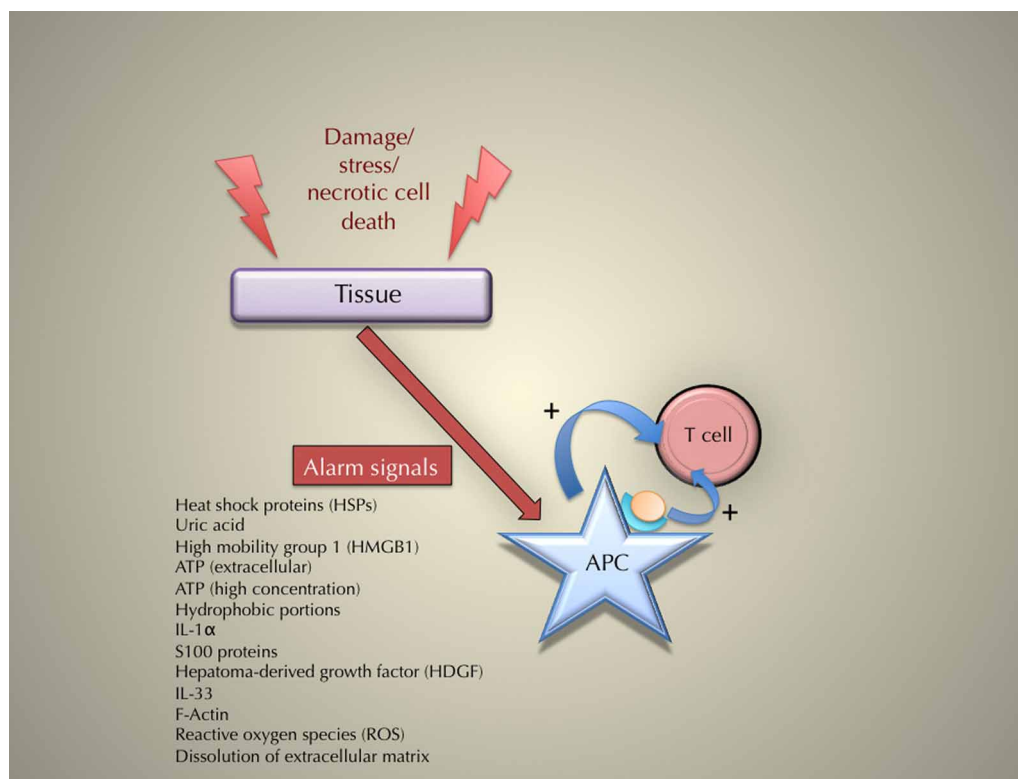 Damage/
stress/
necrotic cell
death
Tissue
+
T cell
Alarm signals
+
APC
Heat shock proteins (HSPs)
Uric acid
High mobility group 1 (HMGB1)
ATP (extracellular)
ATP (high concentration)
Hydrophobic portions
IL-1α
S100 proteins
Hepatoma-derived growth factor (HDGF)
IL-33
F-Actin
Reactive oxygen species (ROS)
Dissolution of extracellular matrix